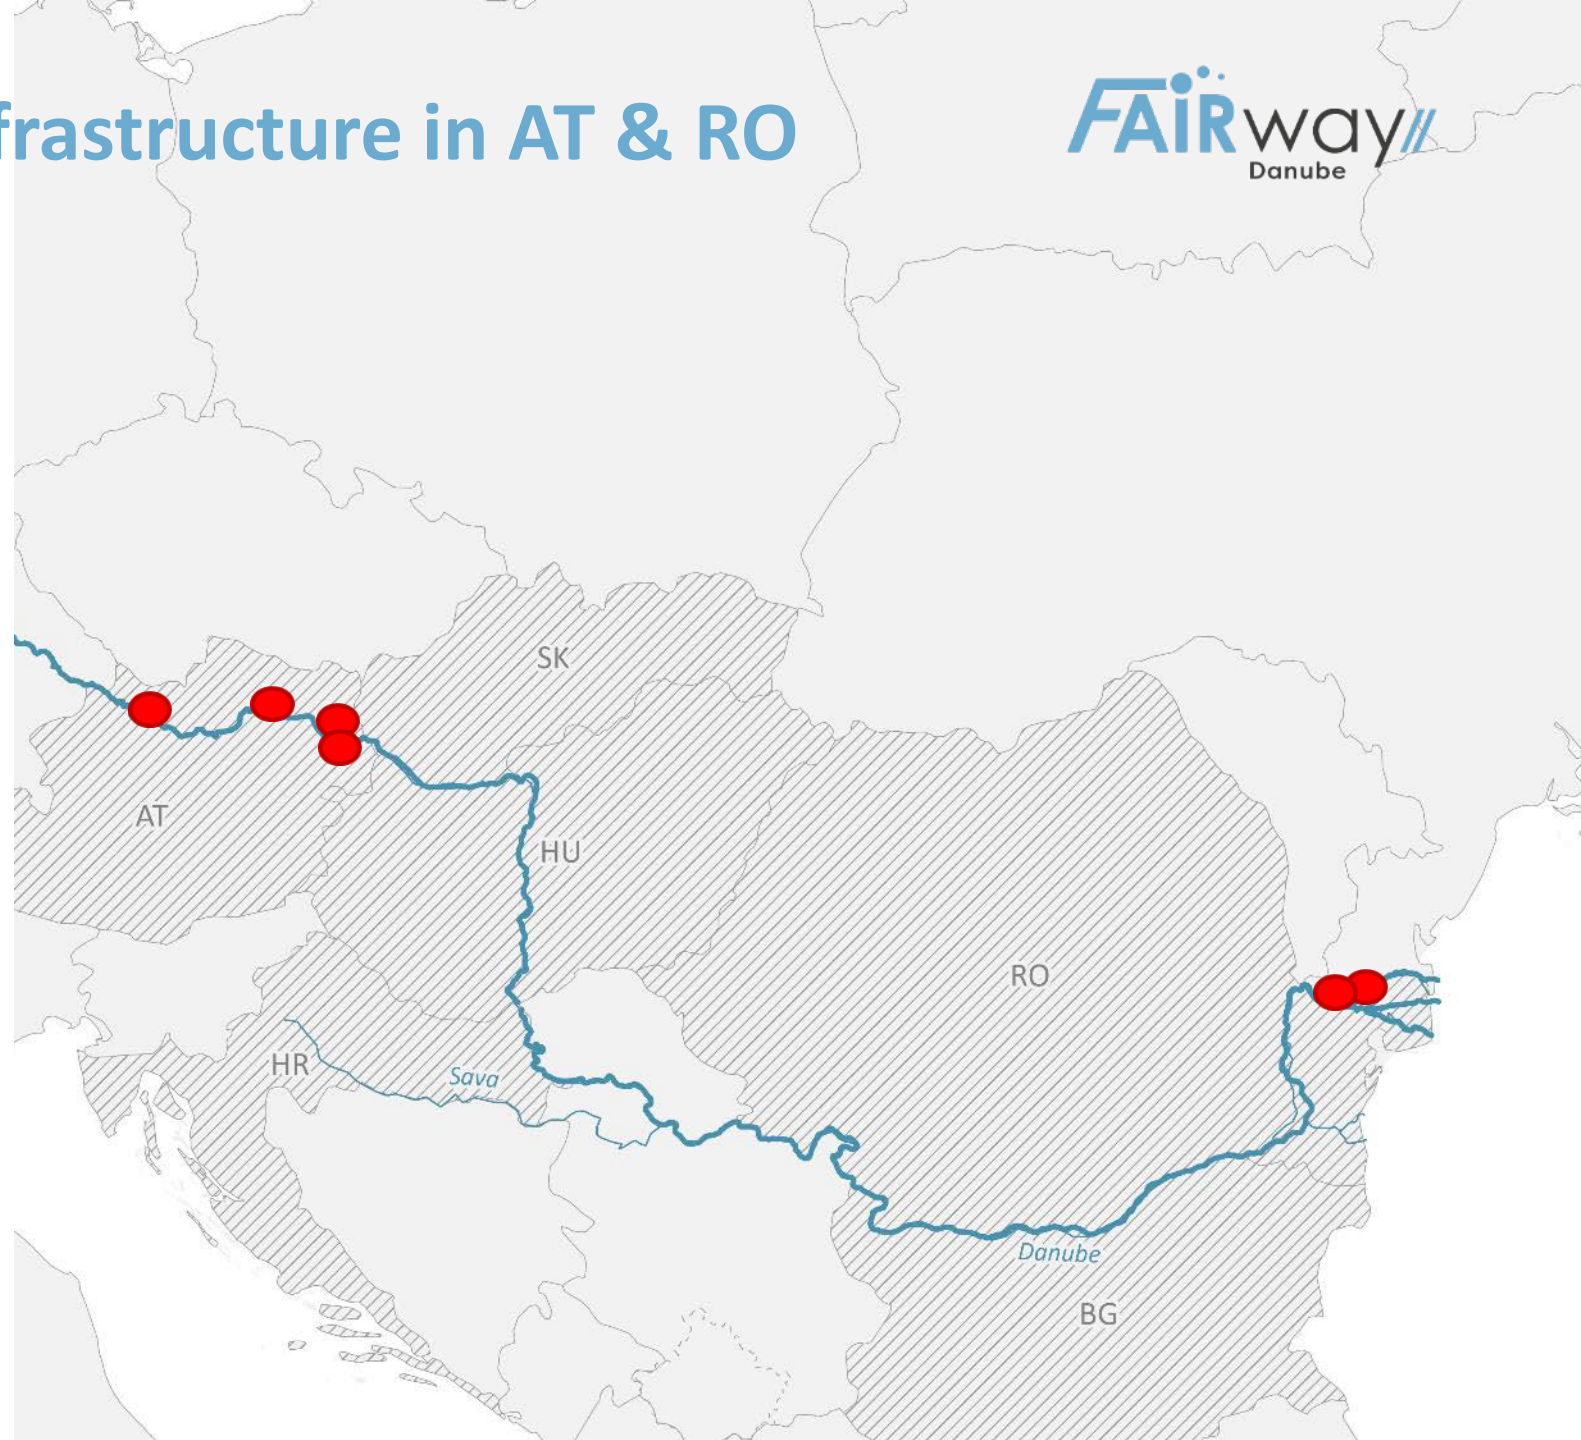 frastructure in AT & RO
FAiRway
Danube
SK
AT
HU
RO
HR
Sava
Danube
BG